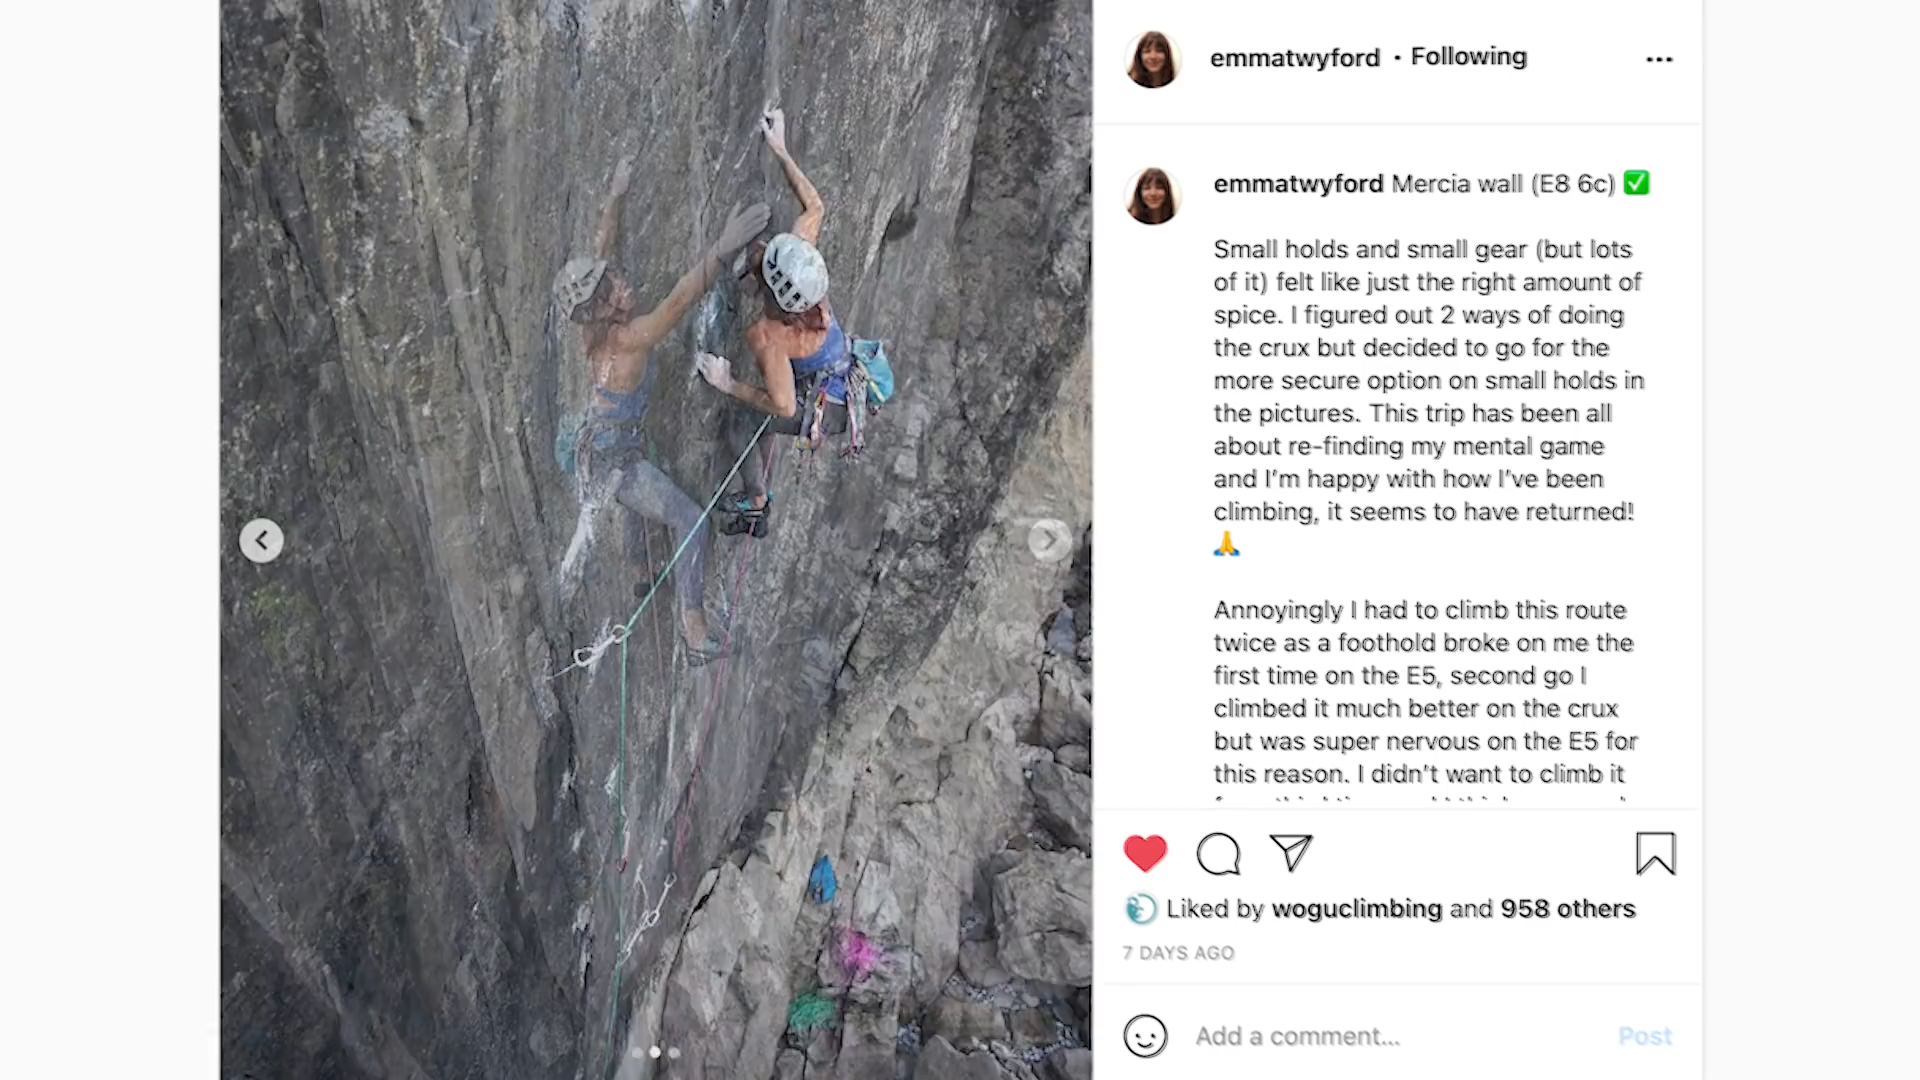 emmatwyford • Following
emmatwyford Mercia wall (E8 6c) ✅
Small holds and small gear (but lots
of it) felt like just the right amount of
spice. I figured out 2 ways of doing
the crux but decided to go for the
more secure option on small holds in
the pictures. This trip has been all
about re-finding my mental game
and I’m happy with how I’ve been
climbing, it seems to have returned!
🙏
Annoyingly I had to climb this route
twice as a foothold broke on me the
first time on the E5, second go I
climbed it much better on the crux
but was super nervous on the E5 for
this reason. I didn’t want to climb it
Liked by woguclimbing and 958 others
7 DAYS AGO
Add a comment...
Post